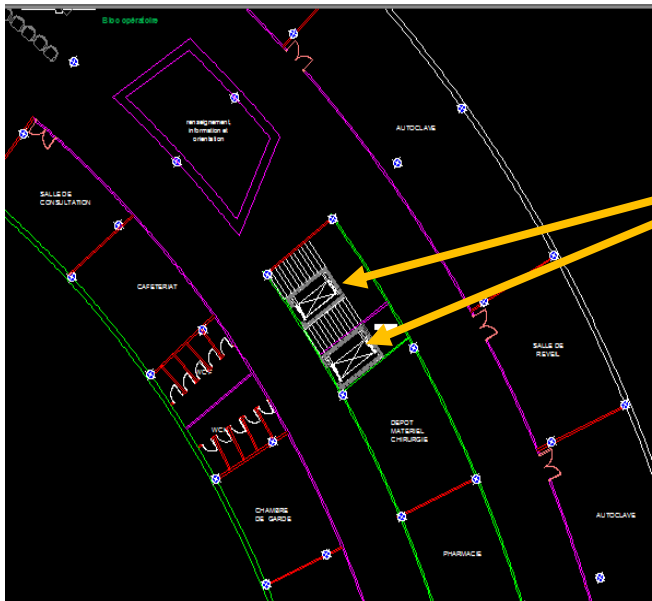 Bloc opératoire
renseignement,
information et
orientation
AUTOCLAVE
SALLE DE
CONSULTATION
CAFETERIAT
SALLE DE
REVEIL
WC
WC
DEPOT
MATERIEL
CHIRURGIE
CHAMBRE
DE GARDE
AUTOCLAVE
PHARMACIE